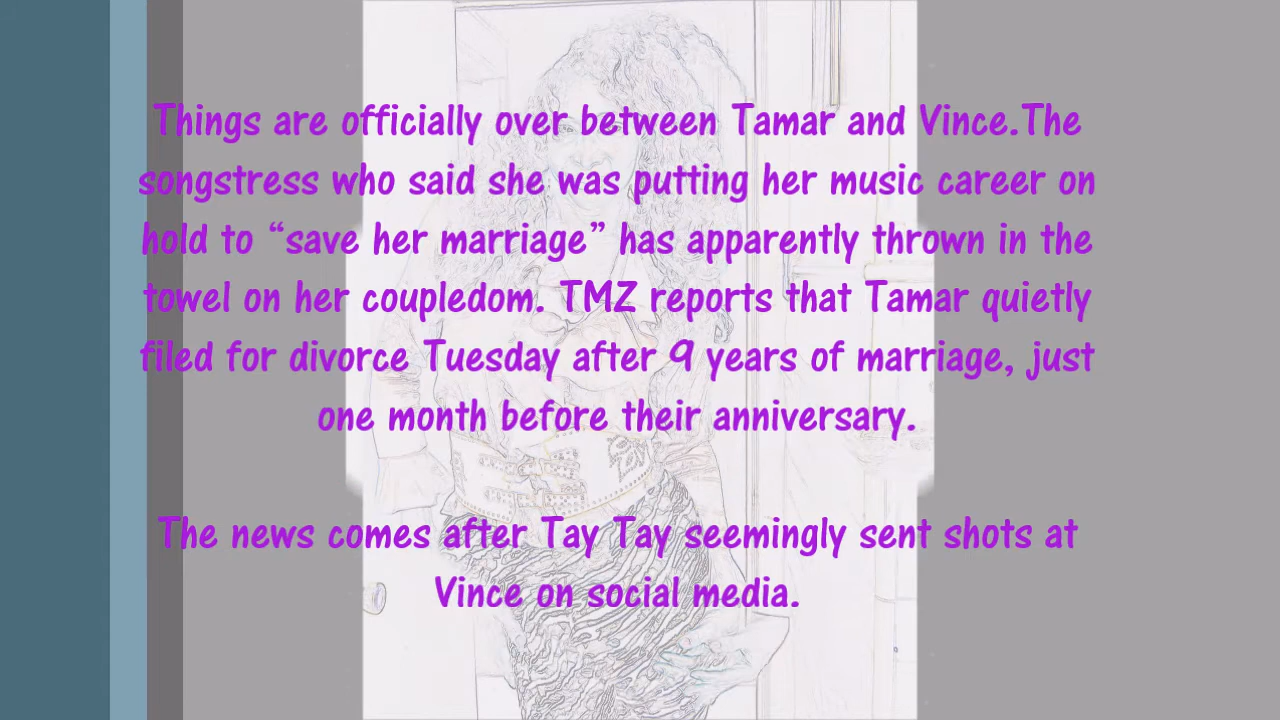 Things are officially over between Tamar and Vince.The
songstress who said she was putting her music career on
hold to “save her marriage” has apparently thrown in the
towel on her coupledom. TMZ reports that Tamar quietly
filed for divorce Tuesday after 9 years of marriage, just
one month before their anniversary.
The news comes after Tay Tay seemingly sent shots at
Vince on social media.